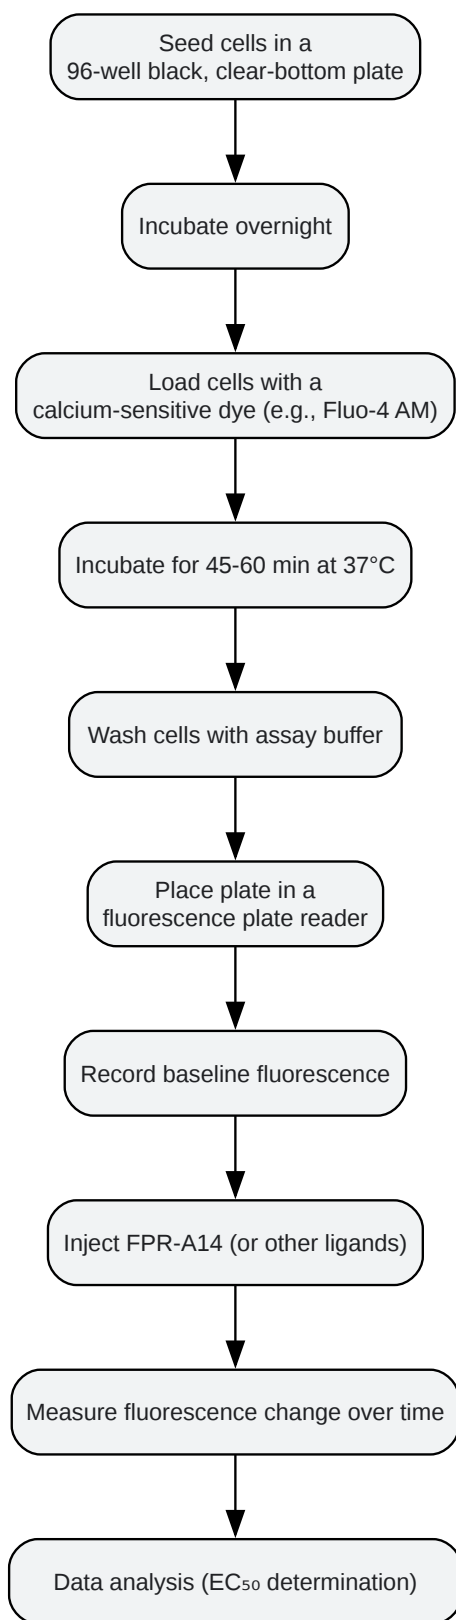 Seed cells in a
96-well black, clear-bottom plate
Incubate overnight
Load cells with a
calcium-sensitive dye (e.g., Fluo-4 AM)
Incubate for 45-60 min at 37°C
Wash cells with assay buffer
Place plate in a
fluorescence plate reader
Record baseline fluorescence
Inject FPR-A14 (or other ligands)
Measure fluorescence change over time
Data analysis (EC₅₀ determination)